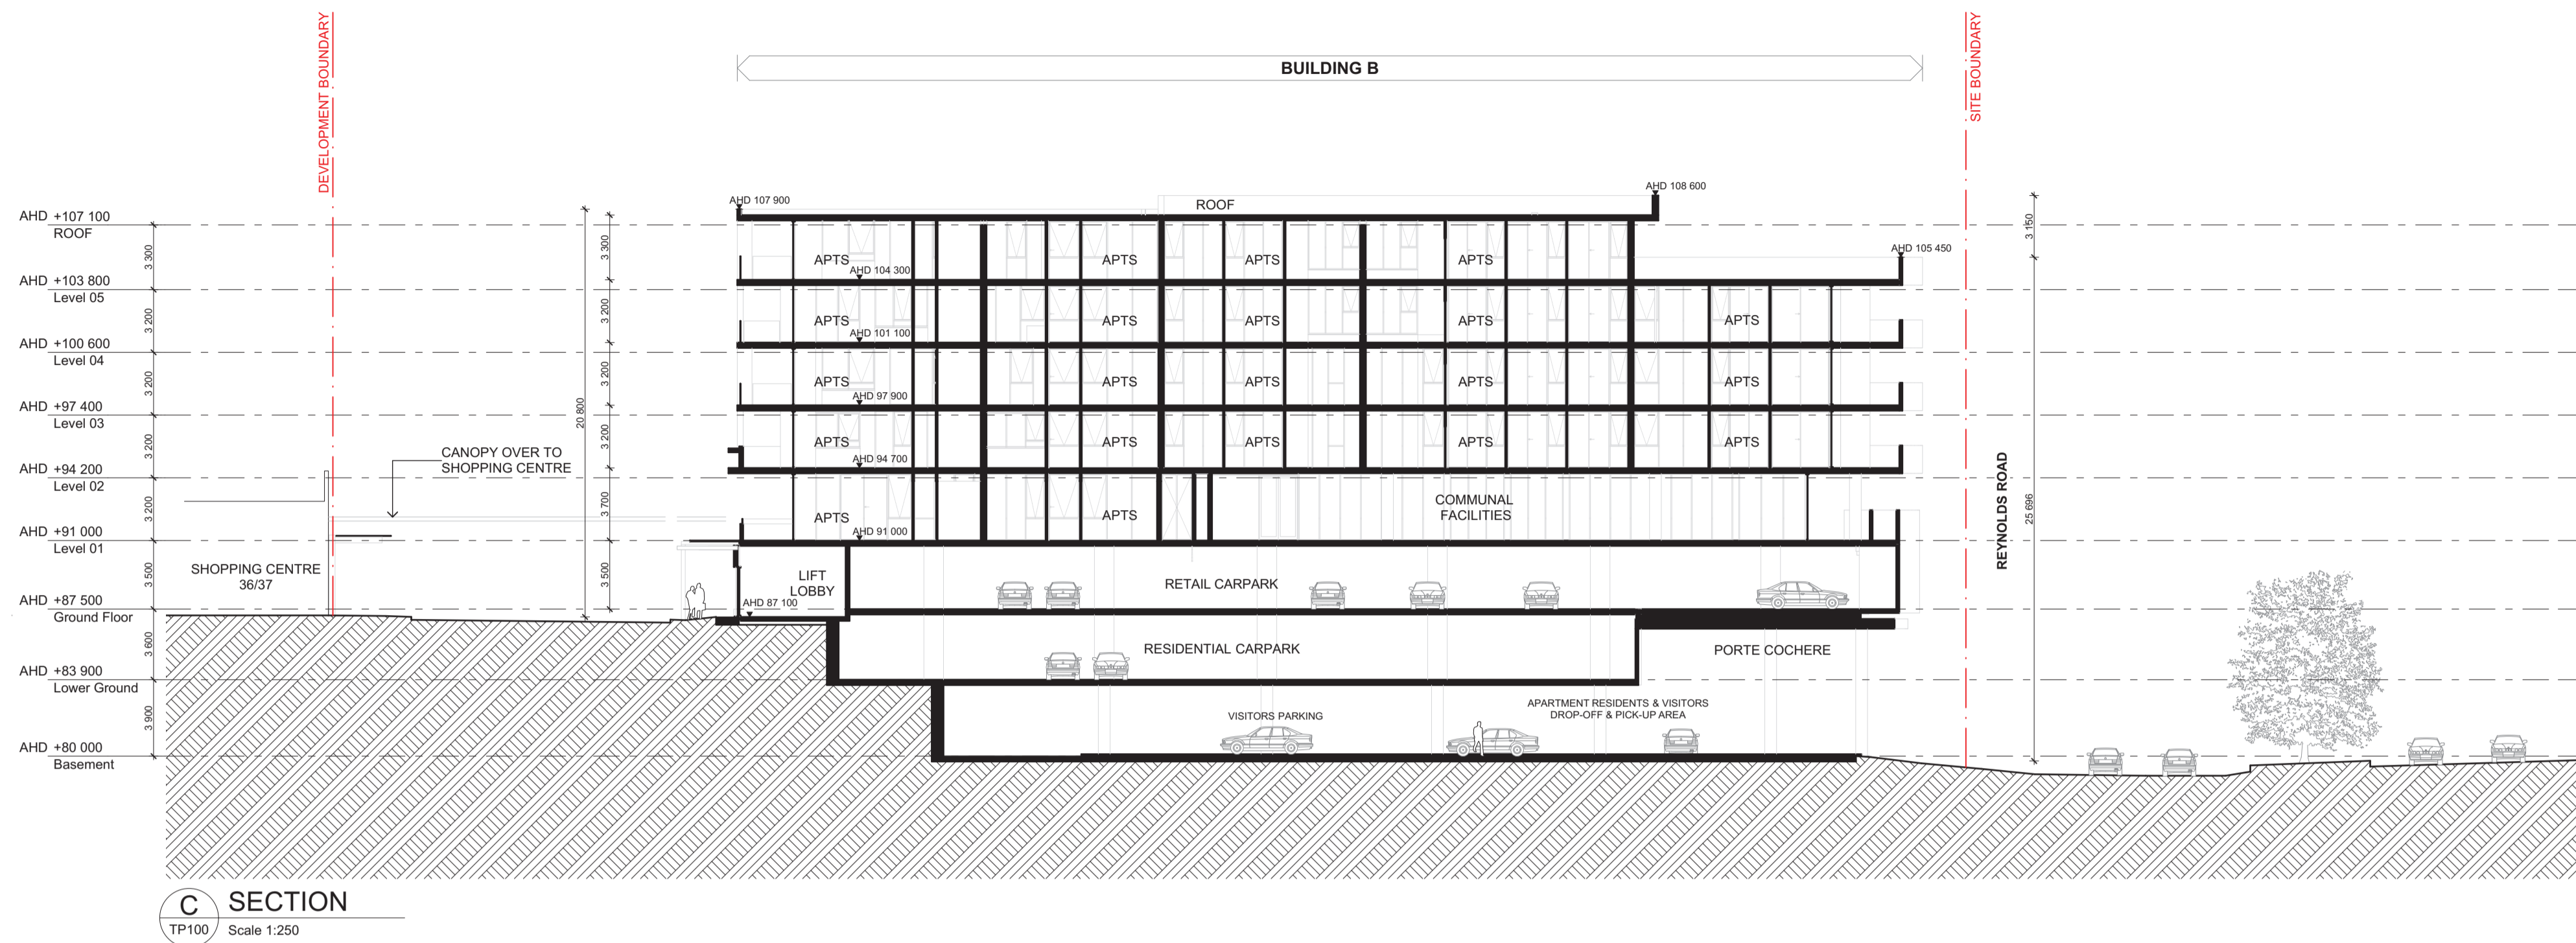 DEVELOPMENT BOUNDARY
SITE BOUNDARY
BUILDING B
AHD 107 900
ROOF
AHD 108 600
AHD 105 450
AHD +107 100
ROOF
3 300
AHD +103 800
Level 05
3 200
AHD +100 600
Level 04
3 200
AHD +97 400
Level 03
3 200
AHD +94 200
Level 02
3 200
AHD +91 000
Level 01
3 500
AHD +87 500
Ground Floor
3 600
AHD +83 900
Lower Ground
3 900
AHD +80 000
Basement
SHOPPING CENTRE
36/37
CANOPY OVER TO
SHOPPING CENTRE
20 800
3 300
3 200
3 200
3 200
3 700
3 500
APTS
APTS
APTS
APTS
AHD 104 300
APTS
APTS
APTS
APTS
APTS
AHD 101 100
APTS
APTS
APTS
APTS
APTS
AHD 97 900
APTS
APTS
APTS
APTS
APTS
AHD 94 700
APTS
APTS
COMMUNAL
FACILITIES
AHD 91 000
LIFT
LOBBY
RETAIL CARPARK
AHD 87 100
RESIDENTIAL CARPARK
PORTE COCHERE
VISITORS PARKING
APARTMENT RESIDENTS & VISITORS
DROP-OFF & PICK-UP AREA
REYNOLDS ROAD
3 150
25 696
C
TP100
SECTION
Scale 1:250